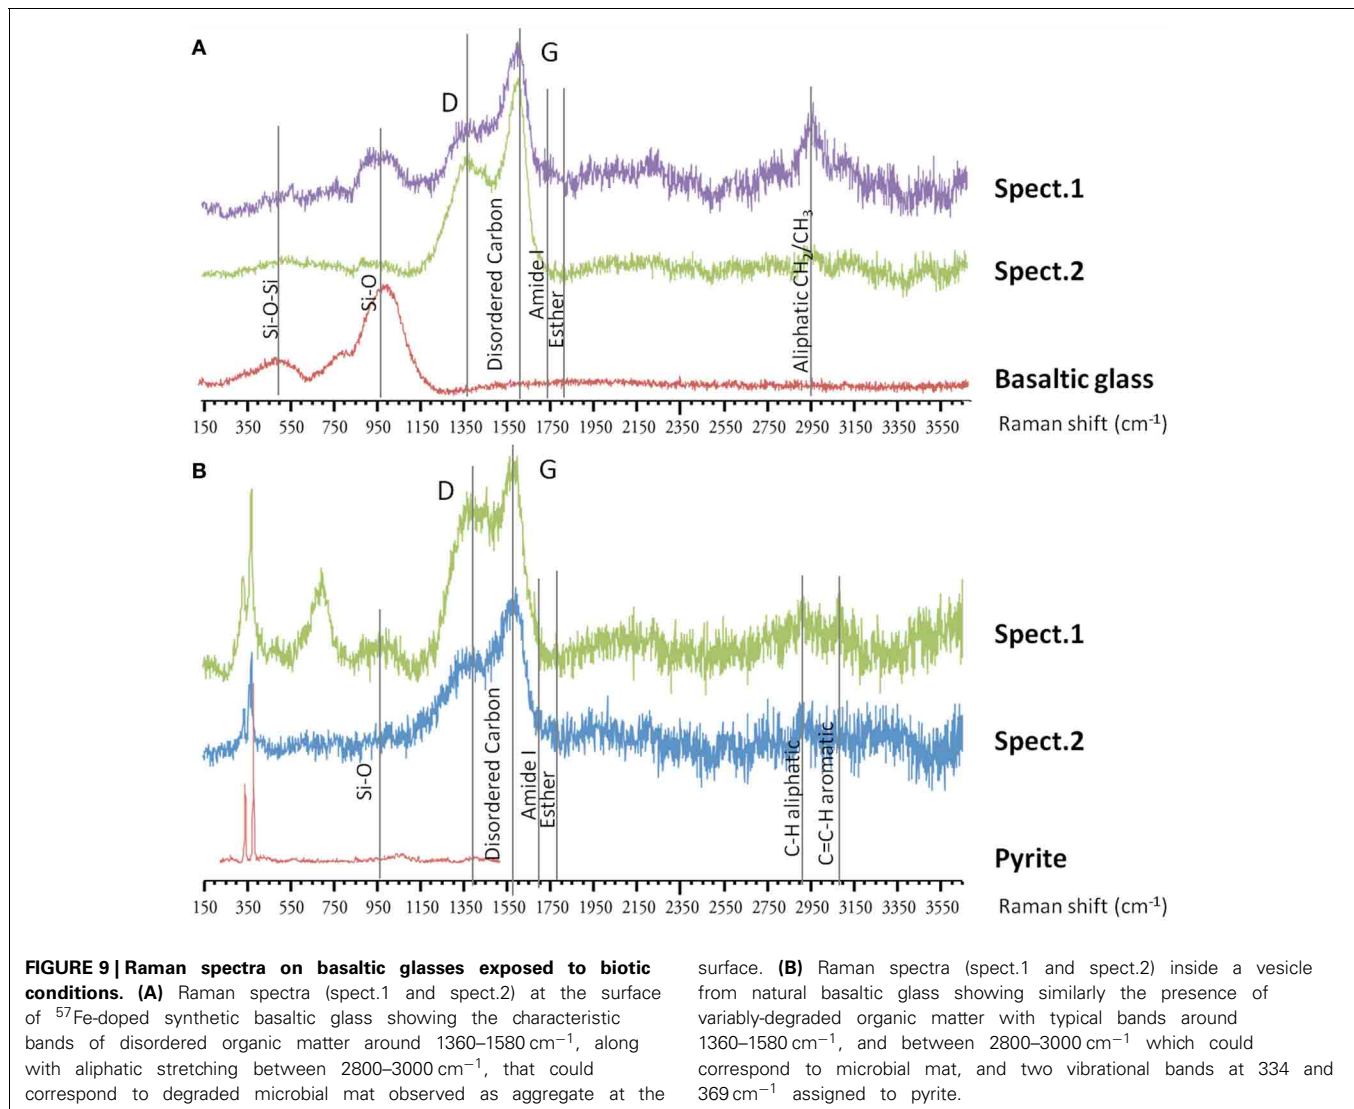 A
G
D
Si-O-Si
Si-O
Disordered Carbon
Amide I
Esther
Aliphatic CH2/CH3
Spect.1
Spect.2
Basaltic glass
150 350 550 750 950 1150 1350 1550 1750 1950 2150 2350 2550 2750 2950 3150 3350 3550
Raman shift (cm-1)
B
G
D
Si-O
Disordered Carbon
Amide I
Esther
C-H aliphatic
C=C-H aromatic
Spect.1
Spect.2
Pyrite
150 350 550 750 950 1150 1350 1550 1750 1950 2150 2350 2550 2750 2950 3150 3350 3550
Raman shift (cm-1)
FIGURE 9 | Raman spectra on basaltic glasses exposed to biotic
conditions. (A) Raman spectra (spect.1 and spect.2) at the surface
of 57Fe-doped synthetic basaltic glass showing the characteristic
bands of disordered organic matter around 1360–1580 cm−1, along
with aliphatic stretching between 2800–3000 cm−1, that could
correspond to degraded microbial mat observed as aggregate at the
surface. (B) Raman spectra (spect.1 and spect.2) inside a vesicle
from natural basaltic glass showing similarly the presence of
variably-degraded organic matter with typical bands around
1360–1580 cm−1, and between 2800–3000 cm−1 which could
correspond to microbial mat, and two vibrational bands at 334 and
369 cm−1 assigned to pyrite.